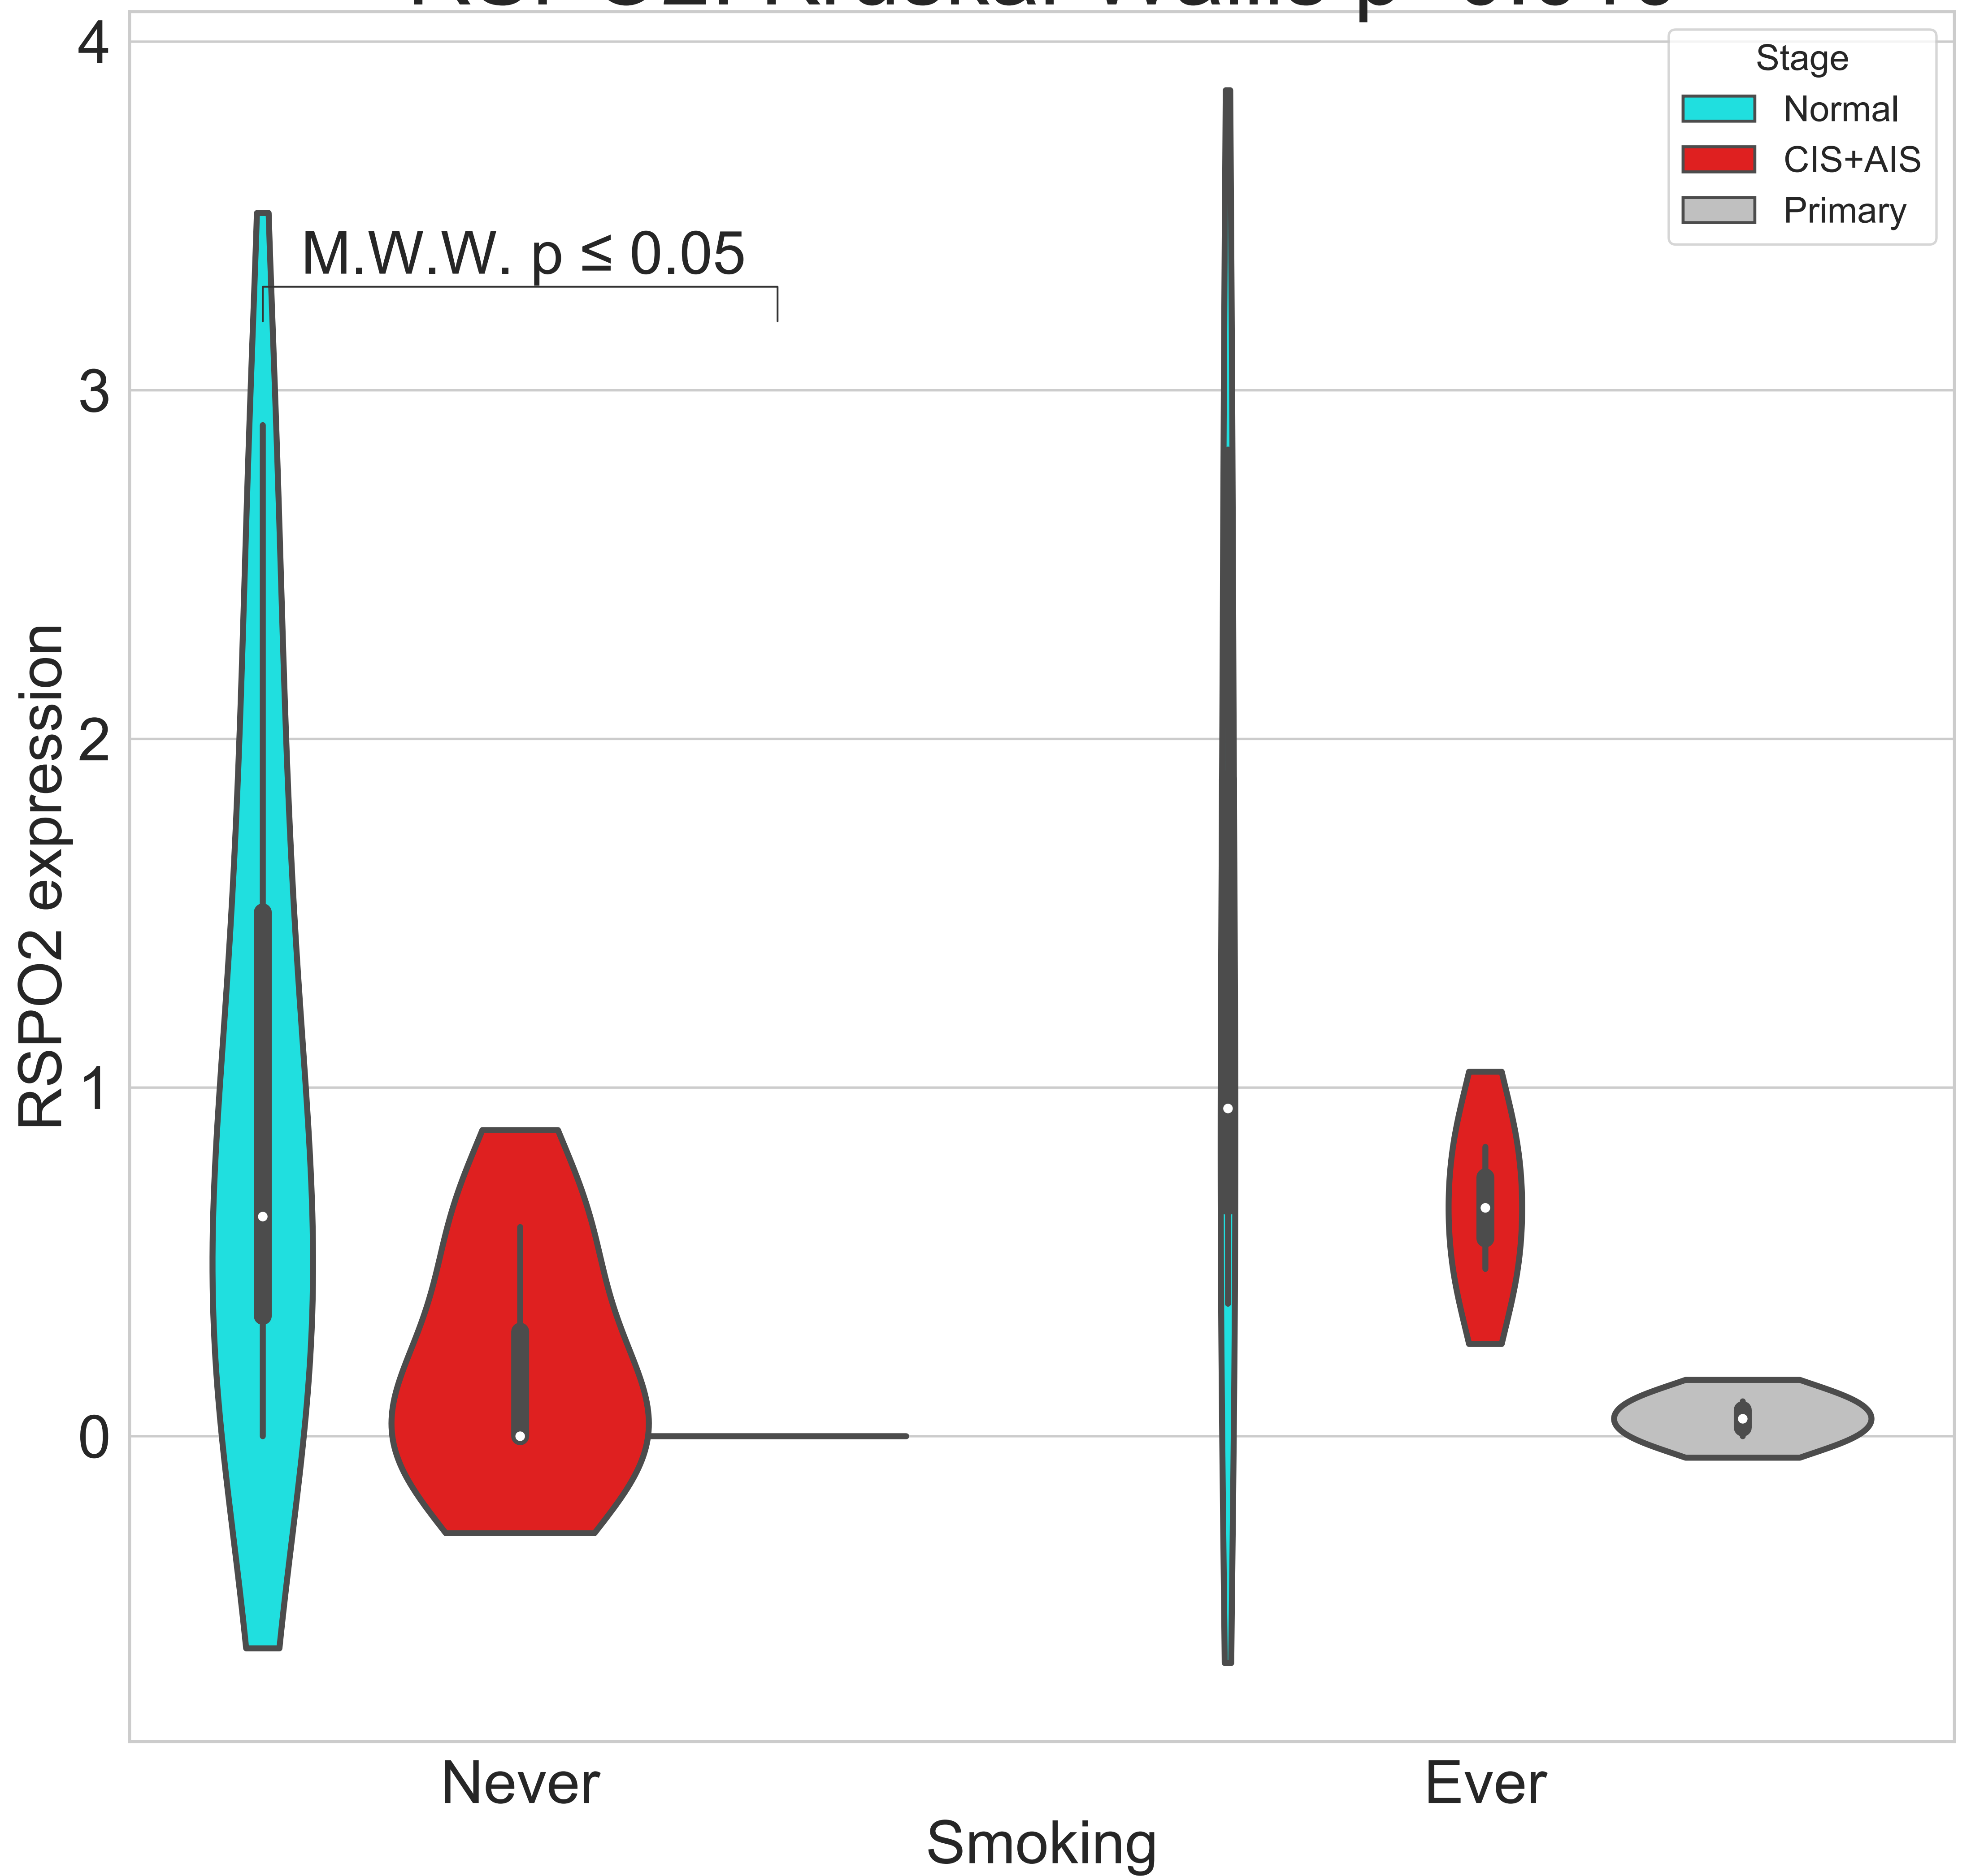 4
Stage
Normal
CIS+AIS
Primary
M.W.W. p ≤ 0.05
3
2
1
0
RSPO2 expression
Never
Ever
Smoking